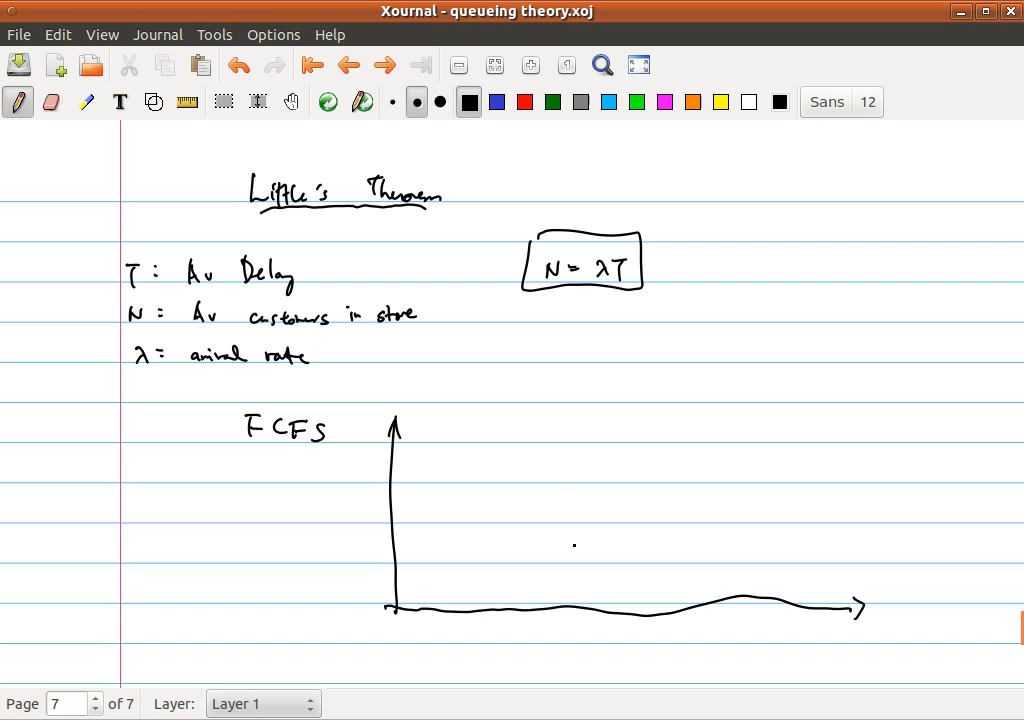 Xournal - queueing theory.xoj
File Edit View Journal Tools Options Help
T Sans 12
Little's Theorem
T : Av Delay
N = λT
N = Av customers in store
λ = arrival rate
FCFS
Page 7 of 7 Layer: Layer 1